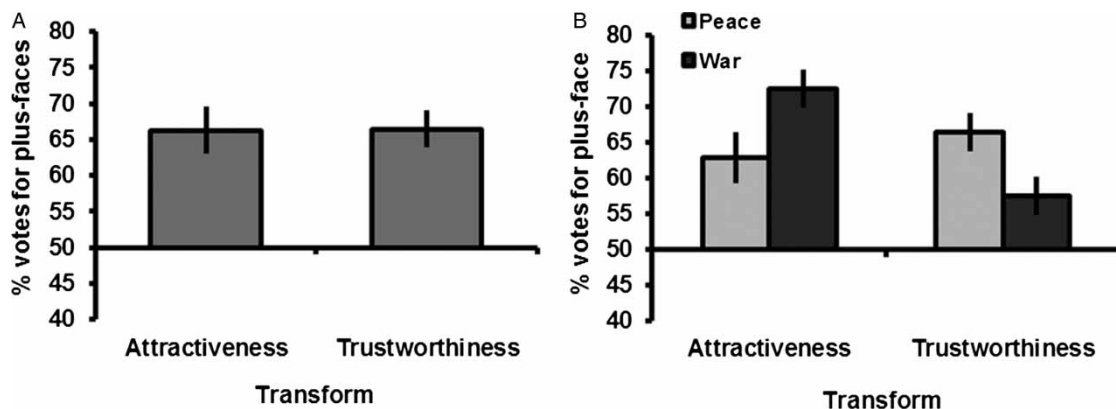 A
% votes for plus-faces
80
75
70
65
60
55
50
45
40
Attractiveness Trustworthiness
Transform
B
Peace
War
% votes for plus-face
80
75
70
65
60
55
50
45
40
Attractiveness Trustworthiness
Transform